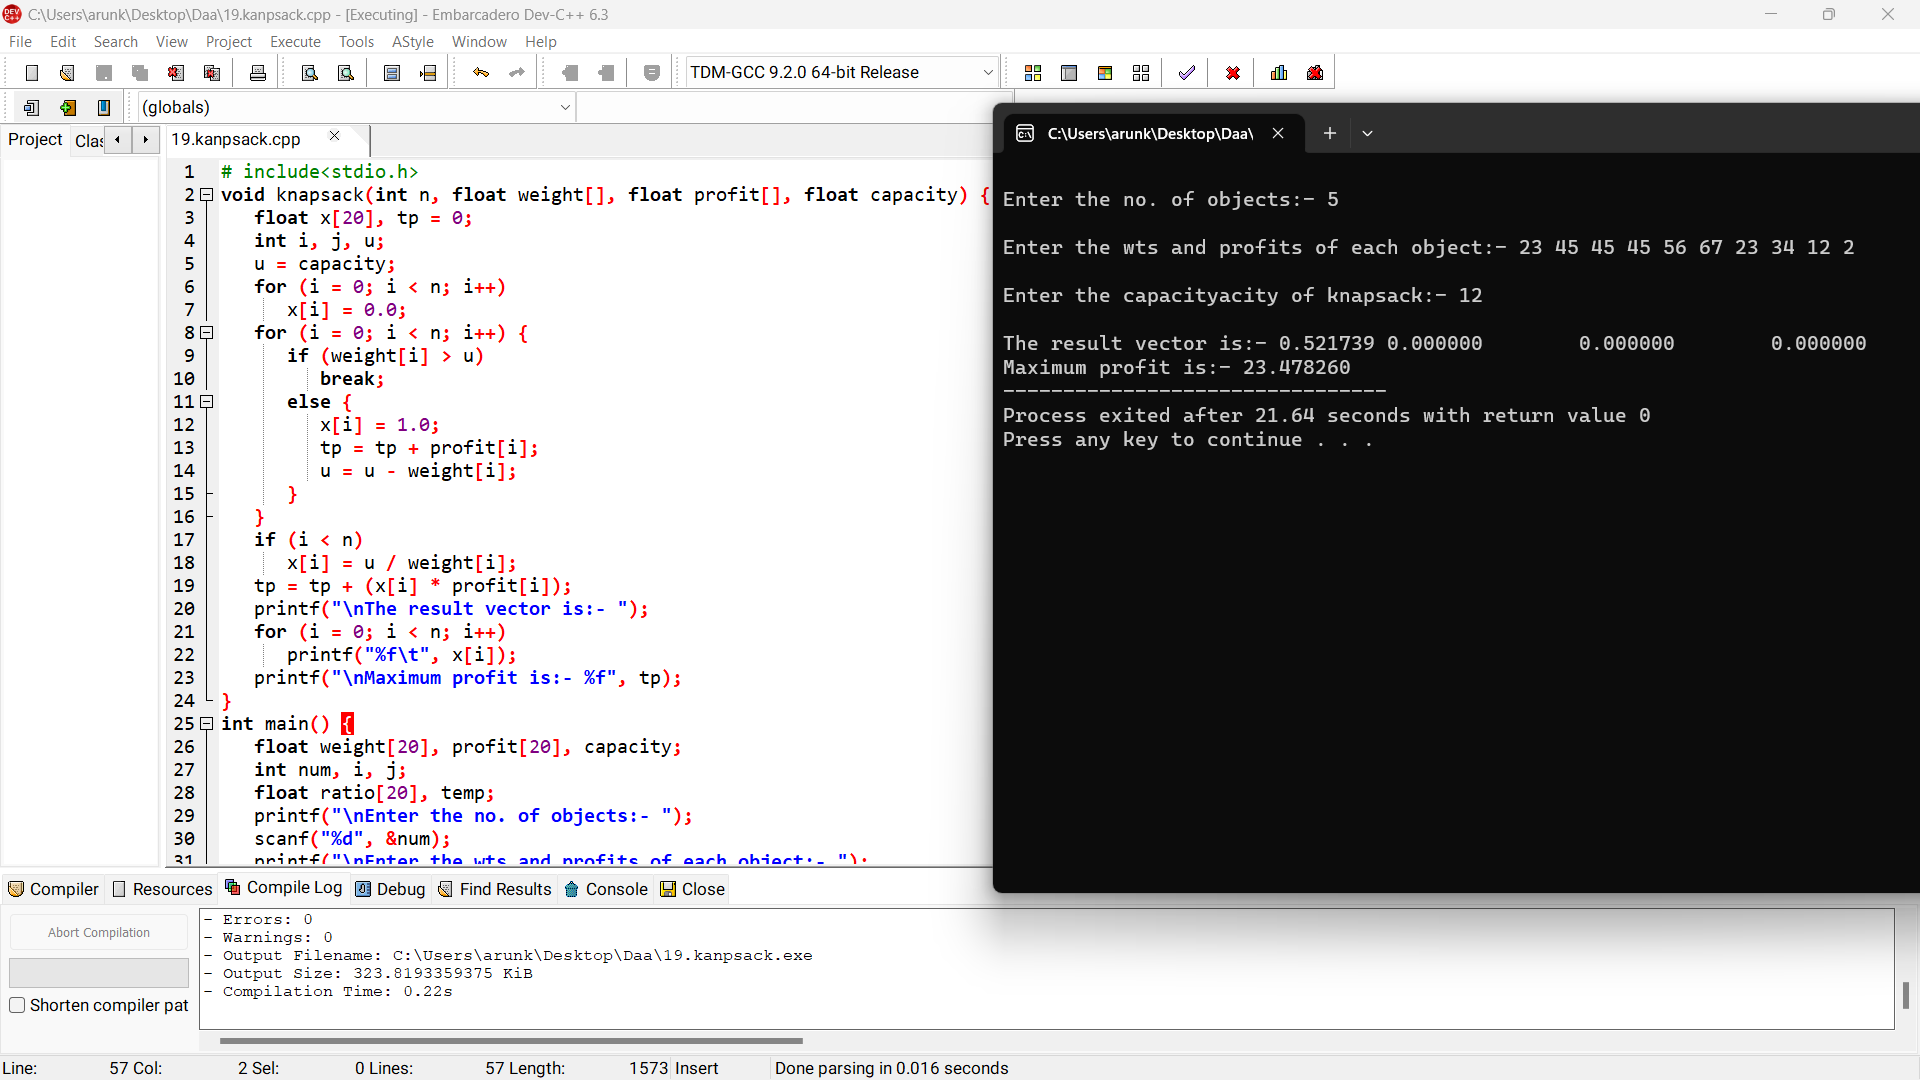 C:\Users\arunk\Desktop\Daa\19.kanpsack.cpp - [Executing] - Embarcadero Dev-C++ 6.3
File Edit Search View Project Execute Tools AStyle Window Help
TDM-GCC 9.2.0 64-bit Release
(globals)
Project Clas
19.kanpsack.cpp
1 # include<stdio.h>
2 void knapsack(int n, float weight[], float profit[], float capacity) {
3 float x[20], tp = 0;
4 int i, j, u;
5 u = capacity;
6 for (i = 0; i < n; i++)
7 x[i] = 0.0;
8 for (i = 0; i < n; i++) {
9 if (weight[i] > u)
10 break;
11 else {
12 x[i] = 1.0;
13 tp = tp + profit[i];
14 u = u - weight[i];
15 }
16 }
17 if (i < n)
18 x[i] = u / weight[i];
19 tp = tp + (x[i] * profit[i]);
20 printf("\nThe result vector is:- ");
21 for (i = 0; i < n; i++)
22 printf("%f\t", x[i]);
23 printf("\nMaximum profit is:- %f", tp);
24 }
25 int main() {
26 float weight[20], profit[20], capacity;
27 int num, i, j;
28 float ratio[20], temp;
29 printf("\nEnter the no. of objects:- ");
30 scanf("%d", &num);
31 printf("\nEnter the wts and profits of each object:- ");
C:\Users\arunk\Desktop\Daa\
Enter the no. of objects:- 5
Enter the wts and profits of each object:- 23 45 45 45 56 67 23 34 12 2
Enter the capacityacity of knapsack:- 12
The result vector is:- 0.521739 0.000000 0.000000 0.000000
Maximum profit is:- 23.478260
--------------------------------
Process exited after 21.64 seconds with return value 0
Press any key to continue . . .
Compiler Resources Compile Log Debug Find Results Console Close
Abort Compilation
Shorten compiler pat
- Errors: 0
- Warnings: 0
- Output Filename: C:\Users\arunk\Desktop\Daa\19.kanpsack.exe
- Output Size: 323.8193359375 KiB
- Compilation Time: 0.22s
Line: 57 Col: 2 Sel: 0 Lines: 57 Length: 1573 Insert Done parsing in 0.016 seconds